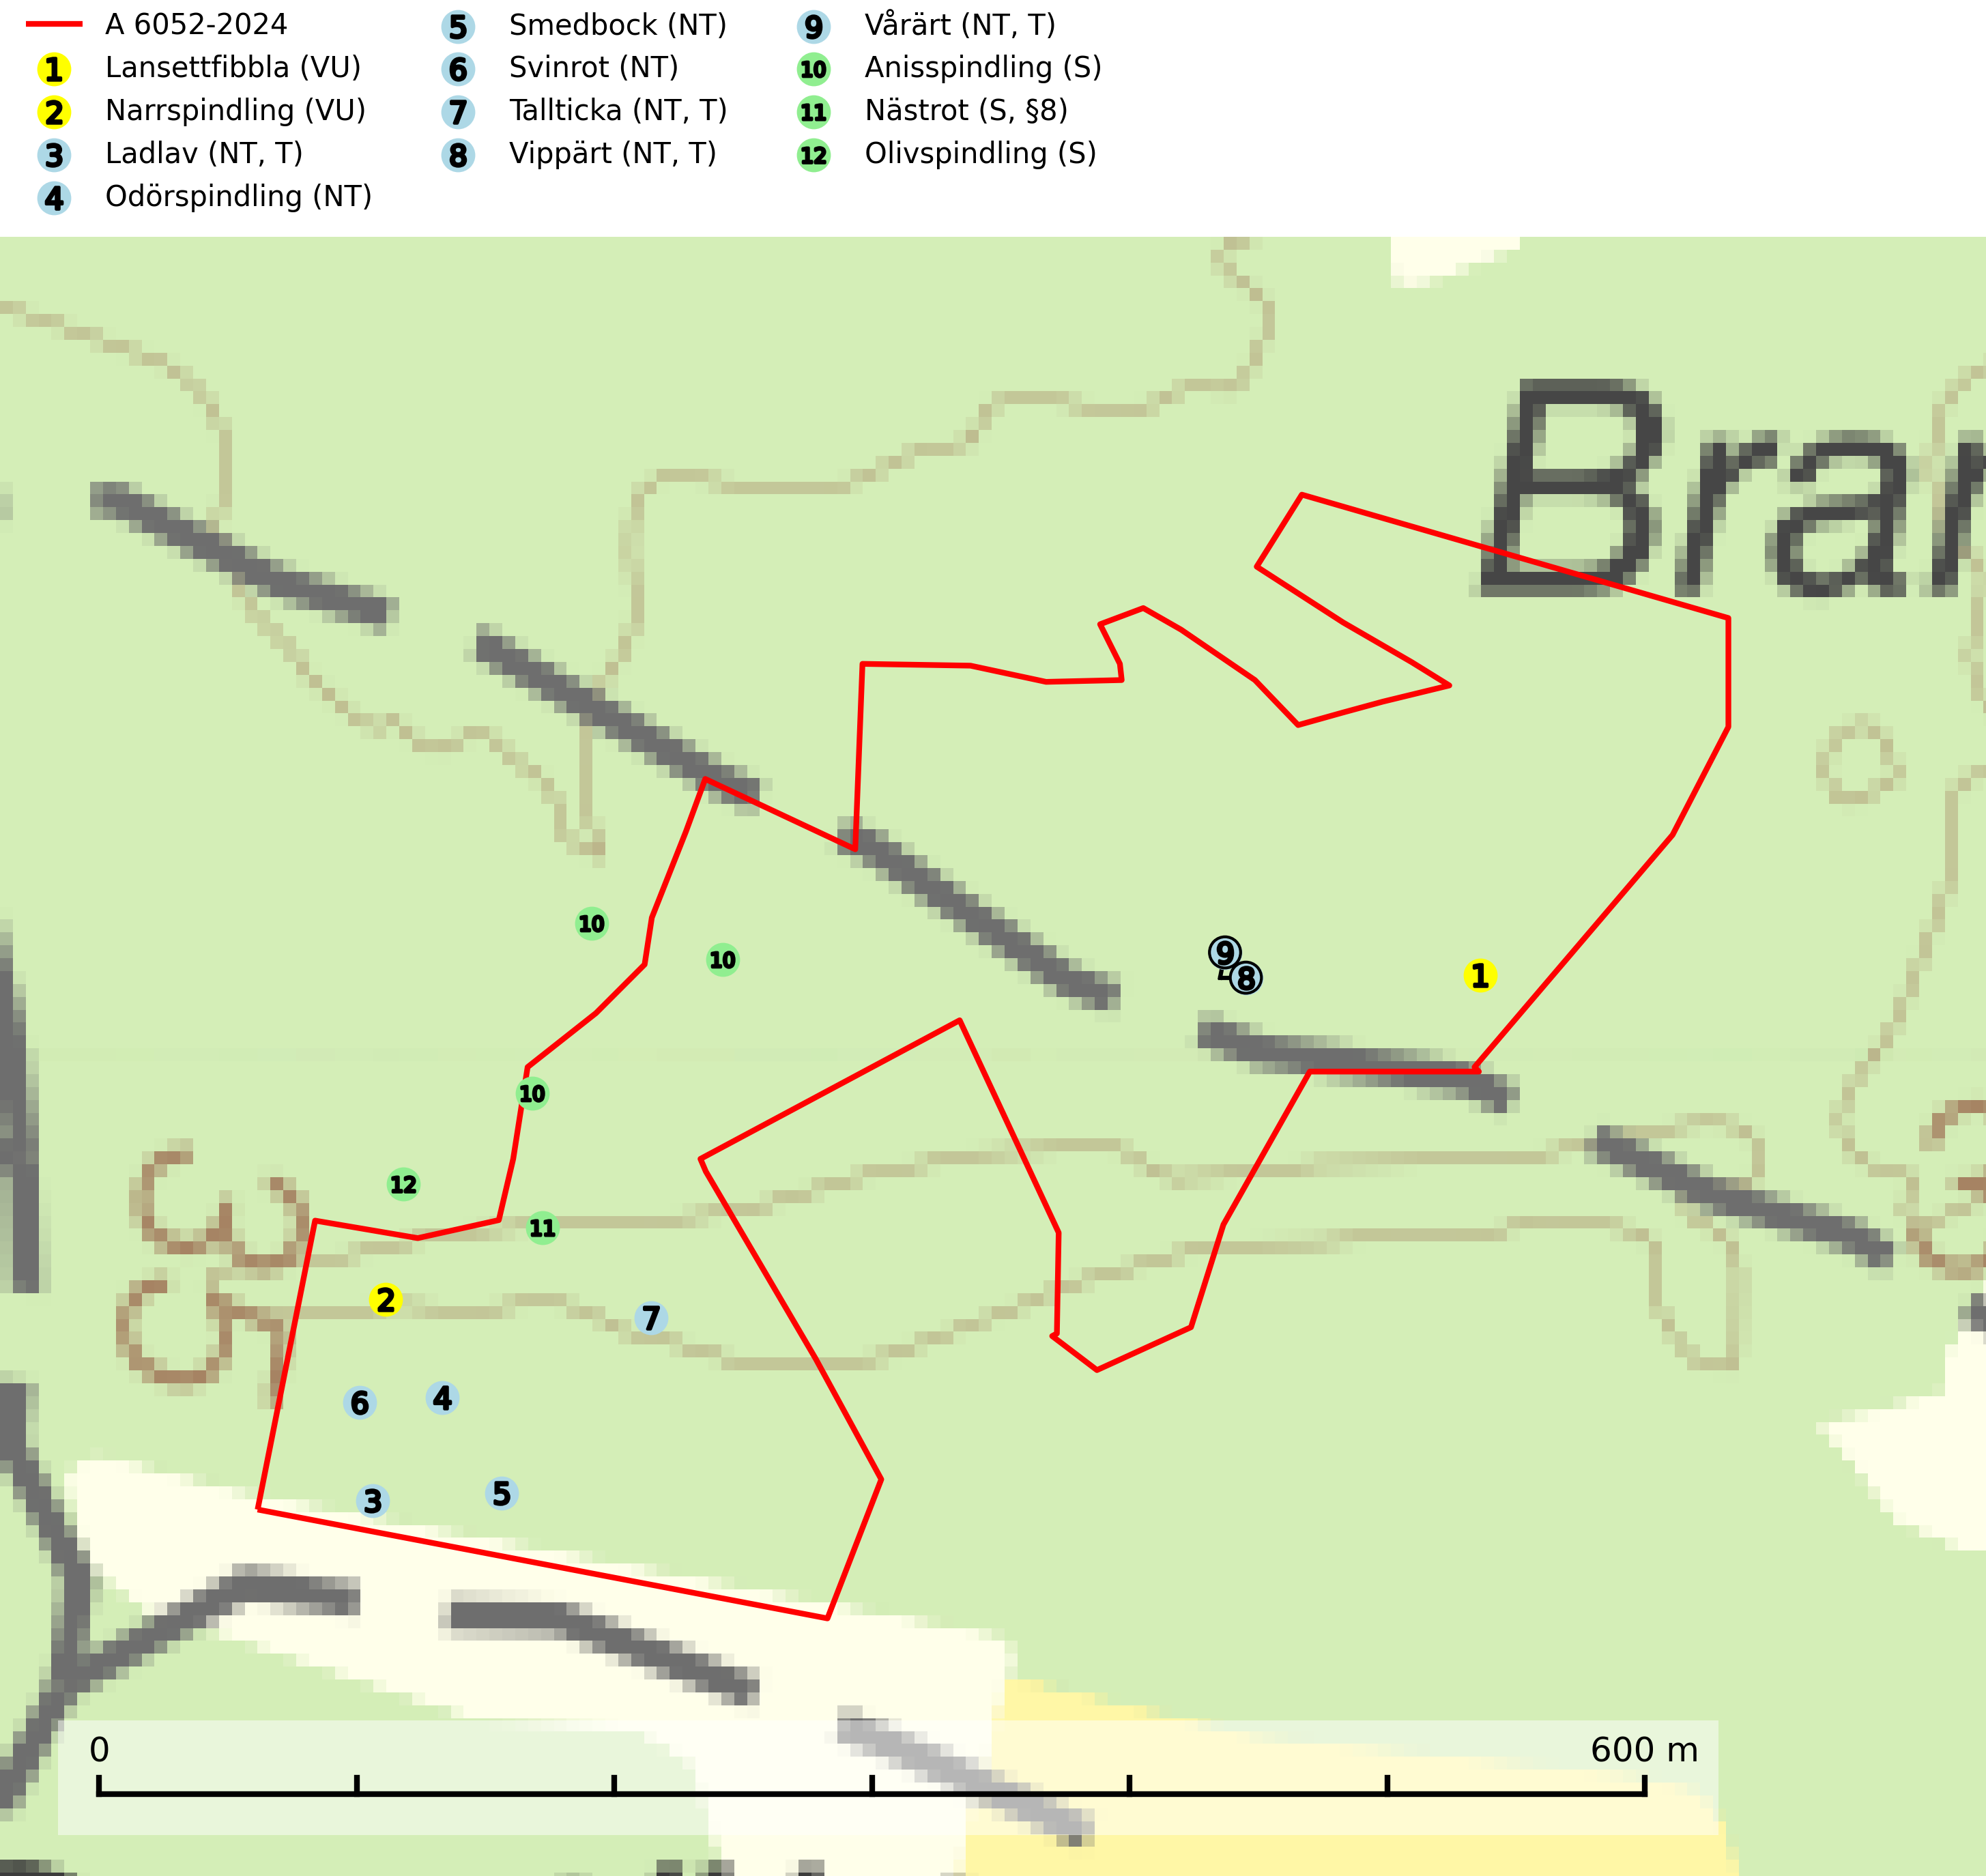 A 6052-2024
1 Lansettfibbla (VU)
2 Narrspindling (VU)
3 Ladlav (NT, T)
4 Odörspindling (NT)
5 Smedbock (NT)
6 Svinrot (NT)
7 Tallticka (NT, T)
8 Vippärt (NT, T)
9 Vårärt (NT, T)
10 Anisspindling (S)
11 Nästrot (S, §8)
12 Olivspindling (S)
Bran
10
10
9
8
1
10
12
11
2
7
6
4
3
5
0
600 m